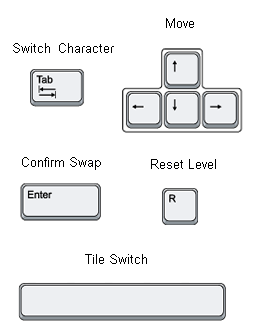 Move
Switch Character
Tab
Confirm Swap
Reset Level
Enter
R
Tile Switch